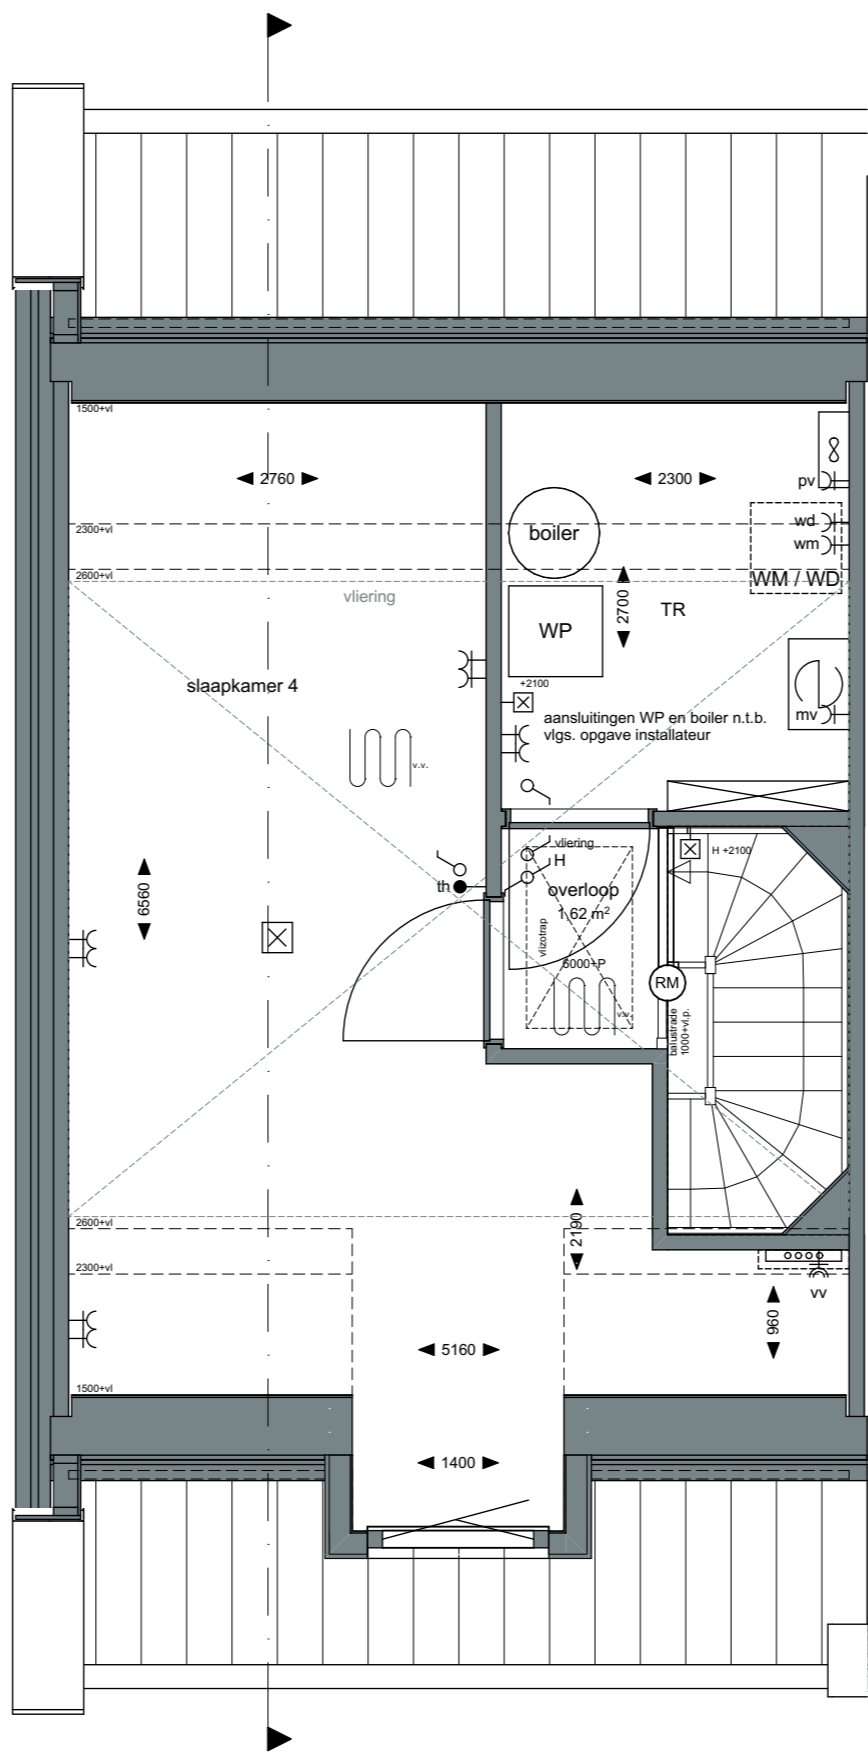 1500+vl
2760
2300
pv
2300+vl
boiler
wd
wm
2600+vl
WM / WD
vliering
2700
TR
WP
slaapkamer 4
+2100
aansluitingen WP en boiler n.t.b.
vlgs. opgave installateur
mv
v.v.
vliering
H
H +2100
th
overloop
1,62 m²
6560
vlizotrap
5000+P
RM
v.v.
balustrade
1000+vl.p.
2600+vl
2190
2300+vl
vv
960
5160
1500+vl
1400